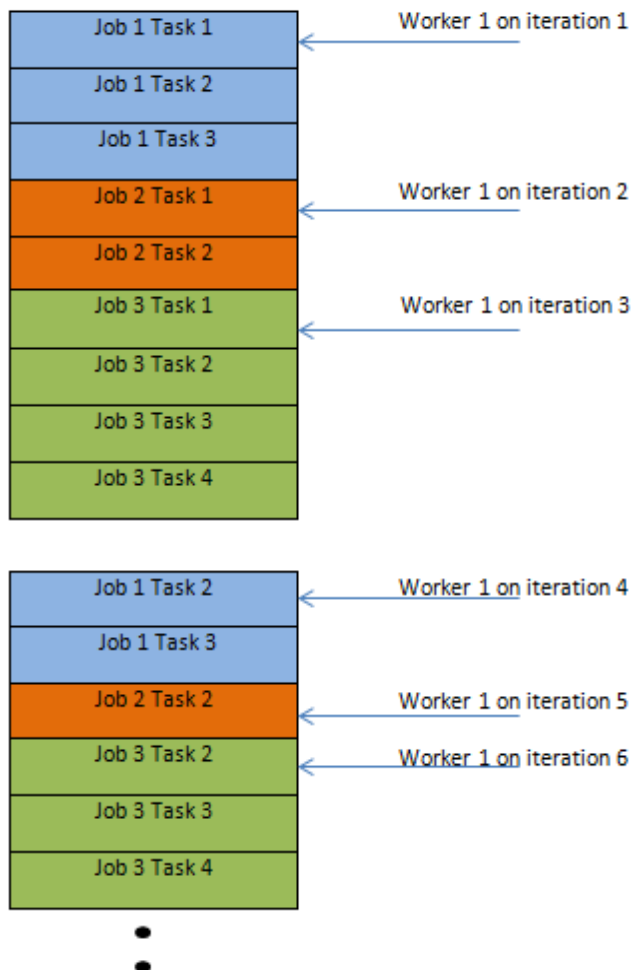 Job 1 Task 1
Worker 1 on iteration 1
Job 1 Task 2
Job 1 Task 3
Job 2 Task 1
Worker 1 on iteration 2
Job 2 Task 2
Job 3 Task 1
Worker 1 on iteration 3
Job 3 Task 2
Job 3 Task 3
Job 3 Task 4
Job 1 Task 2
Worker 1 on iteration 4
Job 1 Task 3
Job 2 Task 2
Worker 1 on iteration 5
Job 3 Task 2
Worker 1 on iteration 6
Job 3 Task 3
Job 3 Task 4